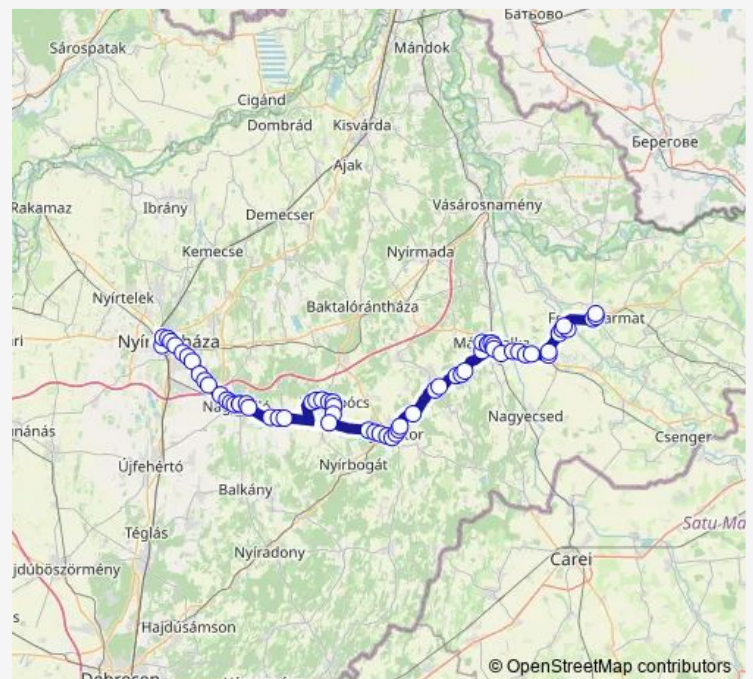 Батьово
Sárospatak
Mándok
Cigánd
Dombrád
Kisvárda
Берегове
Ajak
Rakamaz
Ibrány
Vásárosnamény
Demecser
Kemecse
Nyírmada
Nyírtelek
Baktalórántháza
Nagyecsed
Csenger
Nyírbogát
Újfehértó
Balkány
Téglás
Satu-Ma
Nyíradony
jdúböszörmény
Carei
Hajdúsámson
© OpenStreetMap contributors